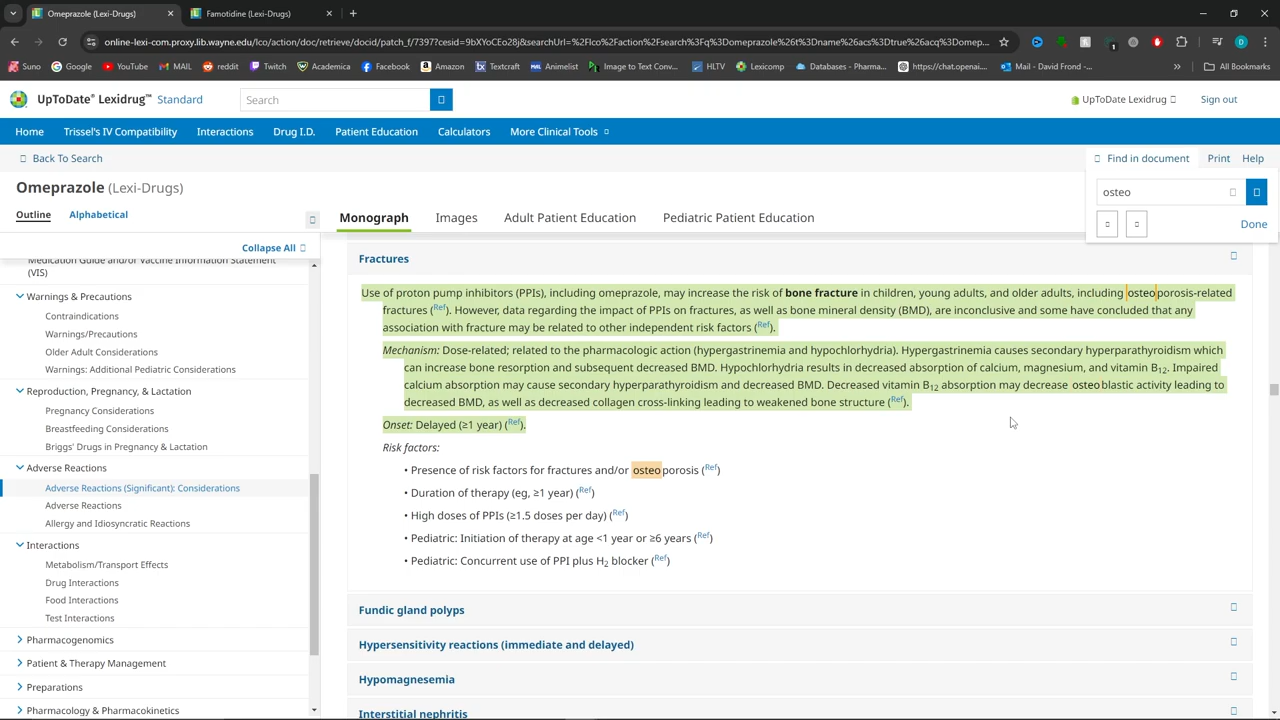 Omeprazole (Lexi-Drugs)
Famotidine (Lexi-Drugs)
online-lexi-com.proxy.lib.wayne.edu/lco/action/doc/retrieve/docid/patch_f/7397?cesid=9bXYoCEo28j&searchUrl=%2Flco%2Faction%2Fsearch%3Fq%3Domeprazole%26t%3Dname%26acs%3Dtrue%26acq%3Domep...
Suno
Google
YouTube
MAIL
reddit
Twitch
Academica
Facebook
Amazon
Textcraft
Animelist
Image to Text Conv...
HLTV
Lexicomp
Databases - Pharma...
https://chat.openai....
Mail - David Frond -...
All Bookmarks
UpToDate® Lexidrug™ Standard
Search
UpToDate Lexidrug
Sign out
Home
Trissel's IV Compatibility
Interactions
Drug I.D.
Patient Education
Calculators
More Clinical Tools
Back To Search
Find in document
Print
Help
Omeprazole (Lexi-Drugs)
osteo
Done
Outline
Alphabetical
Monograph
Images
Adult Patient Education
Pediatric Patient Education
Collapse All
Medication Guide and/or Vaccine Information Statement
(VIS)
Warnings & Precautions
Contraindications
Warnings/Precautions
Older Adult Considerations
Warnings: Additional Pediatric Considerations
Reproduction, Pregnancy, & Lactation
Pregnancy Considerations
Breastfeeding Considerations
Briggs' Drugs in Pregnancy & Lactation
Adverse Reactions
Adverse Reactions (Significant): Considerations
Adverse Reactions
Allergy and Idiosyncratic Reactions
Interactions
Metabolism/Transport Effects
Drug Interactions
Food Interactions
Test Interactions
Pharmacogenomics
Patient & Therapy Management
Preparations
Pharmacology & Pharmacokinetics
Fractures
Use of proton pump inhibitors (PPIs), including omeprazole, may increase the risk of bone fracture in children, young adults, and older adults, including osteoporosis-related
fractures (Ref). However, data regarding the impact of PPIs on fractures, as well as bone mineral density (BMD), are inconclusive and some have concluded that any
association with fracture may be related to other independent risk factors (Ref).
Mechanism: Dose-related; related to the pharmacologic action (hypergastrinemia and hypochlorhydria). Hypergastrinemia causes secondary hyperparathyroidism which
can increase bone resorption and subsequent decreased BMD. Hypochlorhydria results in decreased absorption of calcium, magnesium, and vitamin B12. Impaired
calcium absorption may cause secondary hyperparathyroidism and decreased BMD. Decreased vitamin B12 absorption may decrease osteoblastic activity leading to
decreased BMD, as well as decreased collagen cross-linking leading to weakened bone structure (Ref).
Onset: Delayed (≥1 year) (Ref).
Risk factors:
• Presence of risk factors for fractures and/or osteoporosis (Ref)
• Duration of therapy (eg, ≥1 year) (Ref)
• High doses of PPIs (≥1.5 doses per day) (Ref)
• Pediatric: Initiation of therapy at age <1 year or ≥6 years (Ref)
• Pediatric: Concurrent use of PPI plus H2 blocker (Ref)
Fundic gland polyps
Hypersensitivity reactions (immediate and delayed)
Hypomagnesemia
Interstitial nephritis